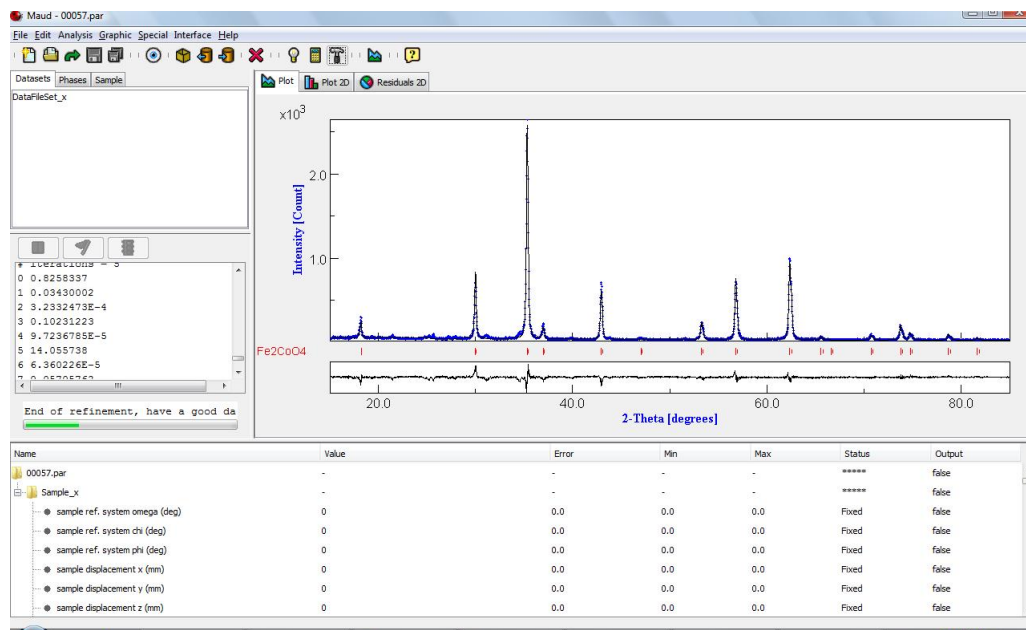 Maud - 00057.par
File Edit Analysis Graphic Special Interface Help
Datasets Phases Sample
DataFileSet_x
Plot Plot 2D Residuals 2D
x10³
2.0
1.0
Intensity [Count]
Fe2CoO4
20.0 40.0 60.0 80.0
2-Theta [degrees]
# iterations = 5
0 0.8258337
1 0.03430002
2 3.2332473E-4
3 0.10231223
4 9.7236785E-5
5 14.055738
6 6.360226E-5
End of refinement, have a good da
Name Value Error Min Max Status Output
00057.par - - - - ***** false
Sample_x - - - - ***** false
sample ref. system omega (deg) 0 0.0 0.0 0.0 Fixed false
sample ref. system chi (deg) 0 0.0 0.0 0.0 Fixed false
sample ref. system phi (deg) 0 0.0 0.0 0.0 Fixed false
sample displacement x (mm) 0 0.0 0.0 0.0 Fixed false
sample displacement y (mm) 0 0.0 0.0 0.0 Fixed false
sample displacement z (mm) 0 0.0 0.0 0.0 Fixed false